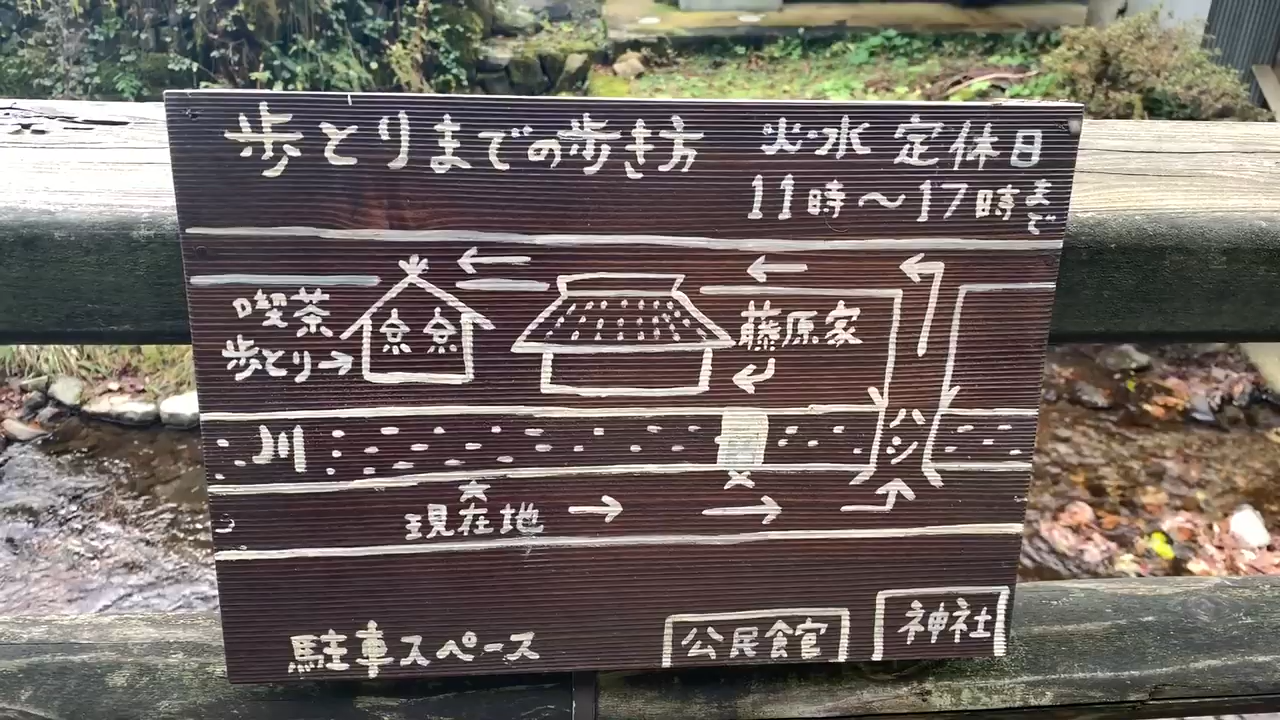 歩とりまでの歩き方
火水 定休日
11時～17時まで
喫茶
歩とり→
藤原家
ハシ
川
現在地
駐車スペース
公民館
神社